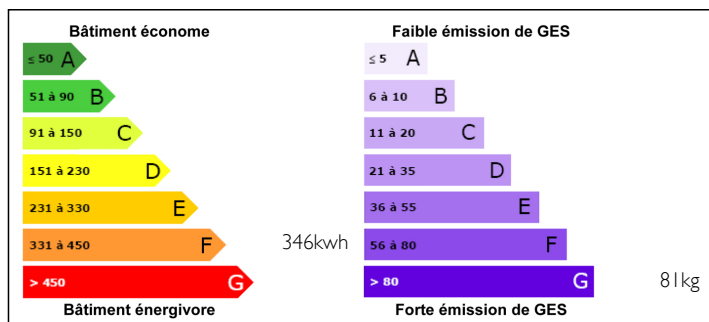 Bâtiment économe
≤ 50 A
51 à 90 B
91 à 150 C
151 à 230 D
231 à 330 E
331 à 450 F
346kwh
> 450 G
Bâtiment énergivore
Faible émission de GES
≤ 5 A
6 à 10 B
11 à 20 C
21 à 35 D
36 à 55 E
56 à 80 F
> 80 G
81kg
Forte émission de GES